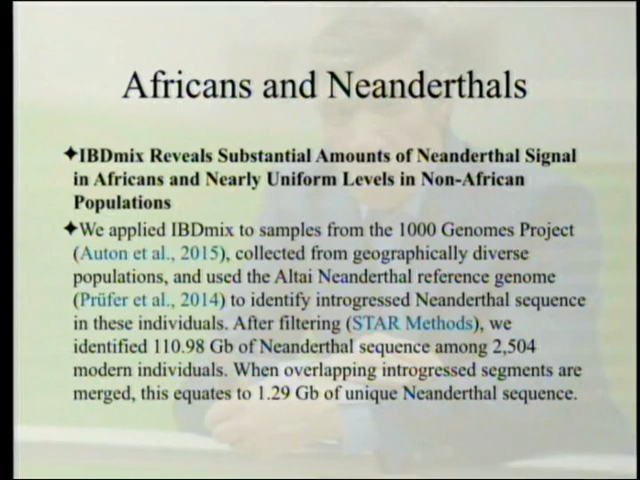 Africans and Neanderthals
✦IBDmix Reveals Substantial Amounts of Neanderthal Signal
in Africans and Nearly Uniform Levels in Non-African
Populations
✦We applied IBDmix to samples from the 1000 Genomes Project
(Auton et al., 2015), collected from geographically diverse
populations, and used the Altai Neanderthal reference genome
(Prüfer et al., 2014) to identify introgressed Neanderthal sequence
in these individuals. After filtering (STAR Methods), we
identified 110.98 Gb of Neanderthal sequence among 2,504
modern individuals. When overlapping introgressed segments are
merged, this equates to 1.29 Gb of unique Neanderthal sequence.